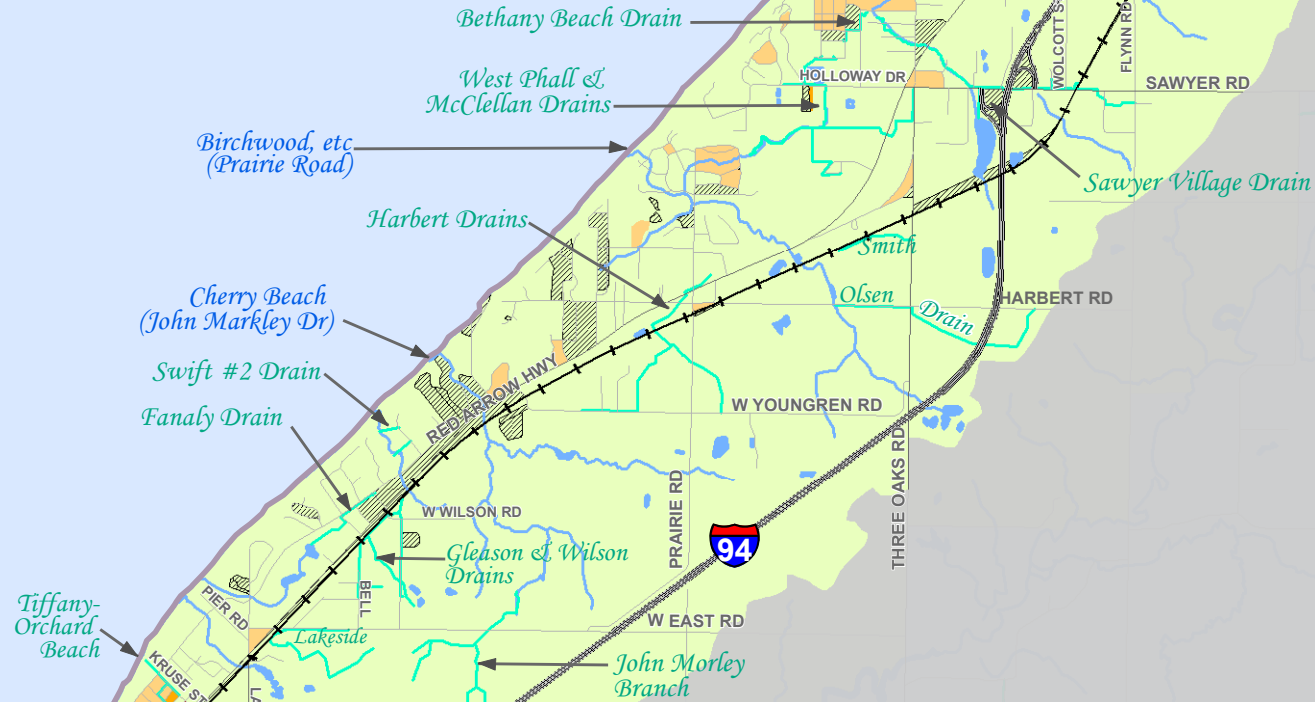 Bethany Beach Drain
WOLCOTT S
FLYNN RD
West Phall &
McClellan Drains
HOLLOWAY DR
SAWYER RD
Birchwood, etc
(Prairie Road)
Sawyer Village Drain
Harbert Drains
Smith
Cherry Beach
(John Markley Dr)
Olsen
Drain
HARBERT RD
Swift #2 Drain
RED ARROW HWY
Fanaly Drain
W YOUNGREN RD
W WILSON RD
PRAIRIE RD
THREE OAKS RD
94
Gleason & Wilson
Drains
BELL
PIER RD
Tiffany-
Orchard
Beach
Lakeside
W EAST RD
KRUSE ST
LA
John Morley
Branch